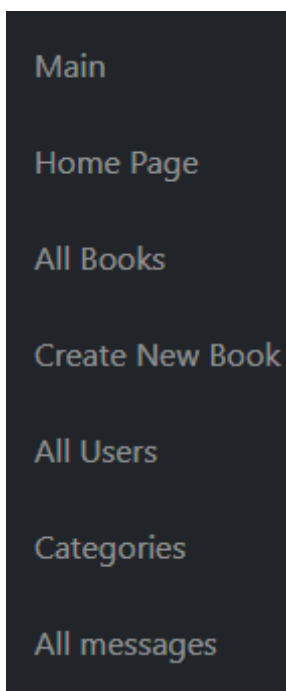 Main
Home Page
All Books
Create New Book
All Users
Categories
All messages